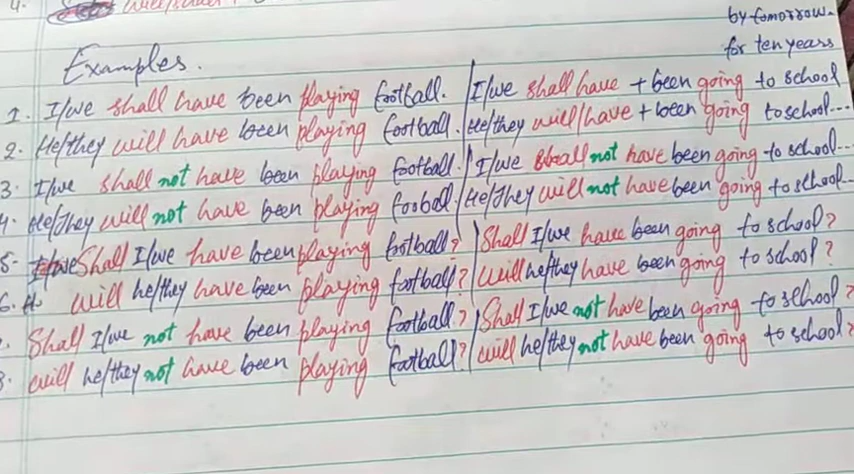 4. will/shall
by tomorrow.
for ten years
Examples.
1. I/we shall have been playing football. I/we shall have + been going to school
2. He/they will have been playing football. He/they will/have + been going to school...
3. I/we shall not have been playing football. I/we shall not have been going to school...
4. He/They will not have been playing fooboll. He/They will not have been going to school...
5. Shall I/we have been playing football? Shall I/we have been going to school?
6. will he/they have been playing football? will he/they have been going to school?
. Shall I/we not have been playing football? Shall I/we not have been going to school?
8. will he/they not have been playing football? will he/they not have been going to school?